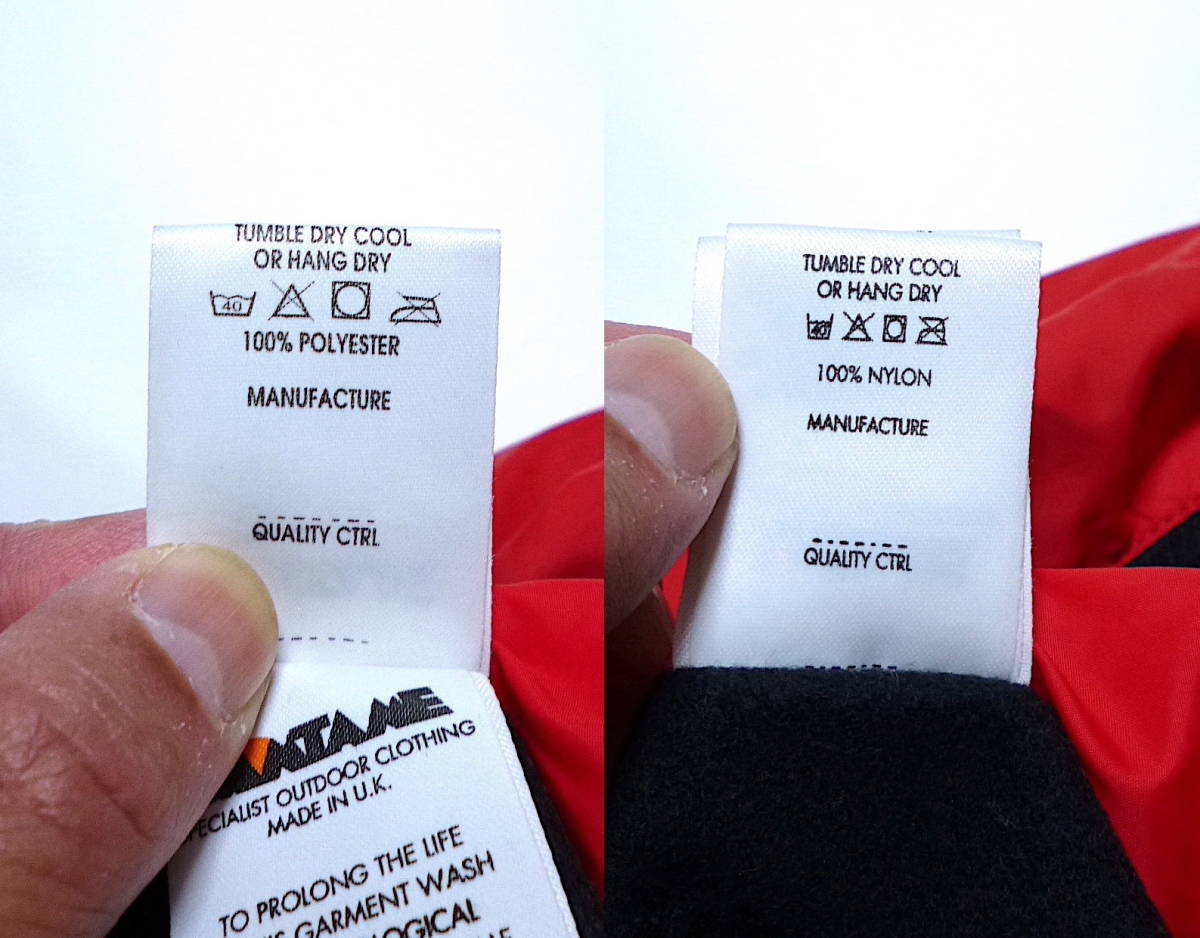 TUMBLE DRY COOL
OR HANG DRY
40
100% POLYESTER
MANUFACTURE
QUALITY CTRL
SPECIALIST OUTDOOR CLOTHING
MADE IN U.K.
TO PROLONG THE LIFE
GARMENT WASH
TUMBLE DRY COOL
OR HANG DRY
40
100% NYLON
MANUFACTURE
QUALITY CTRL